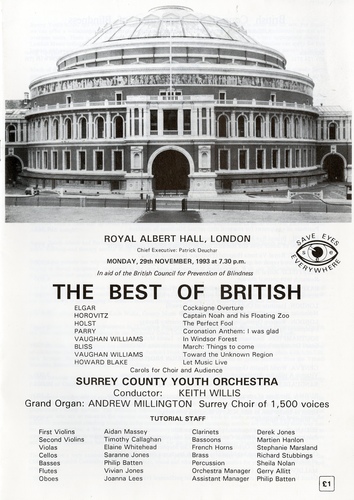 ROYAL ALBERT HALL, LONDON
Chief Executive: Patrick Deuchar
MONDAY, 29th NOVEMBER, 1993 at 7.30 p.m.
In aid of the British Council for Prevention of Blindness
SAVE EYES
EVERYWHERE
THE BEST OF BRITISH
ELGAR Cockaigne Overture
HOROVITZ Captain Noah and his Floating Zoo
HOLST The Perfect Fool
PARRY Coronation Anthem: I was glad
VAUGHAN WILLIAMS In Windsor Forest
BLISS March: Things to come
VAUGHAN WILLIAMS Toward the Unknown Region
HOWARD BLAKE Let Music Live
Carols for Choir and Audience
SURREY COUNTY YOUTH ORCHESTRA
Conductor: KEITH WILLIS
Grand Organ: ANDREW MILLINGTON Surrey Choir of 1,500 voices
TUTORIAL STAFF
First Violins Aidan Massey Clarinets Derek Jones
Second Violins Timothy Callaghan Bassoons Martien Hanlon
Violas Elaine Whitehead French Horns Stephanie Marsland
Cellos Saranne Jones Brass Richard Stubbings
Basses Philip Batten Percussion Sheila Nolan
Flutes Vivian Jones Orchestra Manager Gerry Allitt
Oboes Joanna Lees Assistant Manager Philip Batten
£1